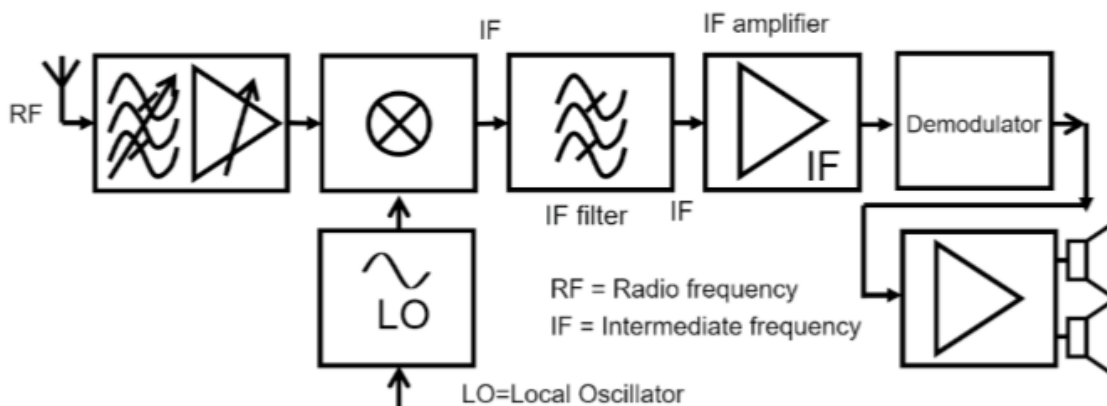 IF
IF amplifier
RF
Demodulator
IF
IF filter
IF
LO
RF = Radio frequency
IF = Intermediate frequency
LO=Local Oscillator